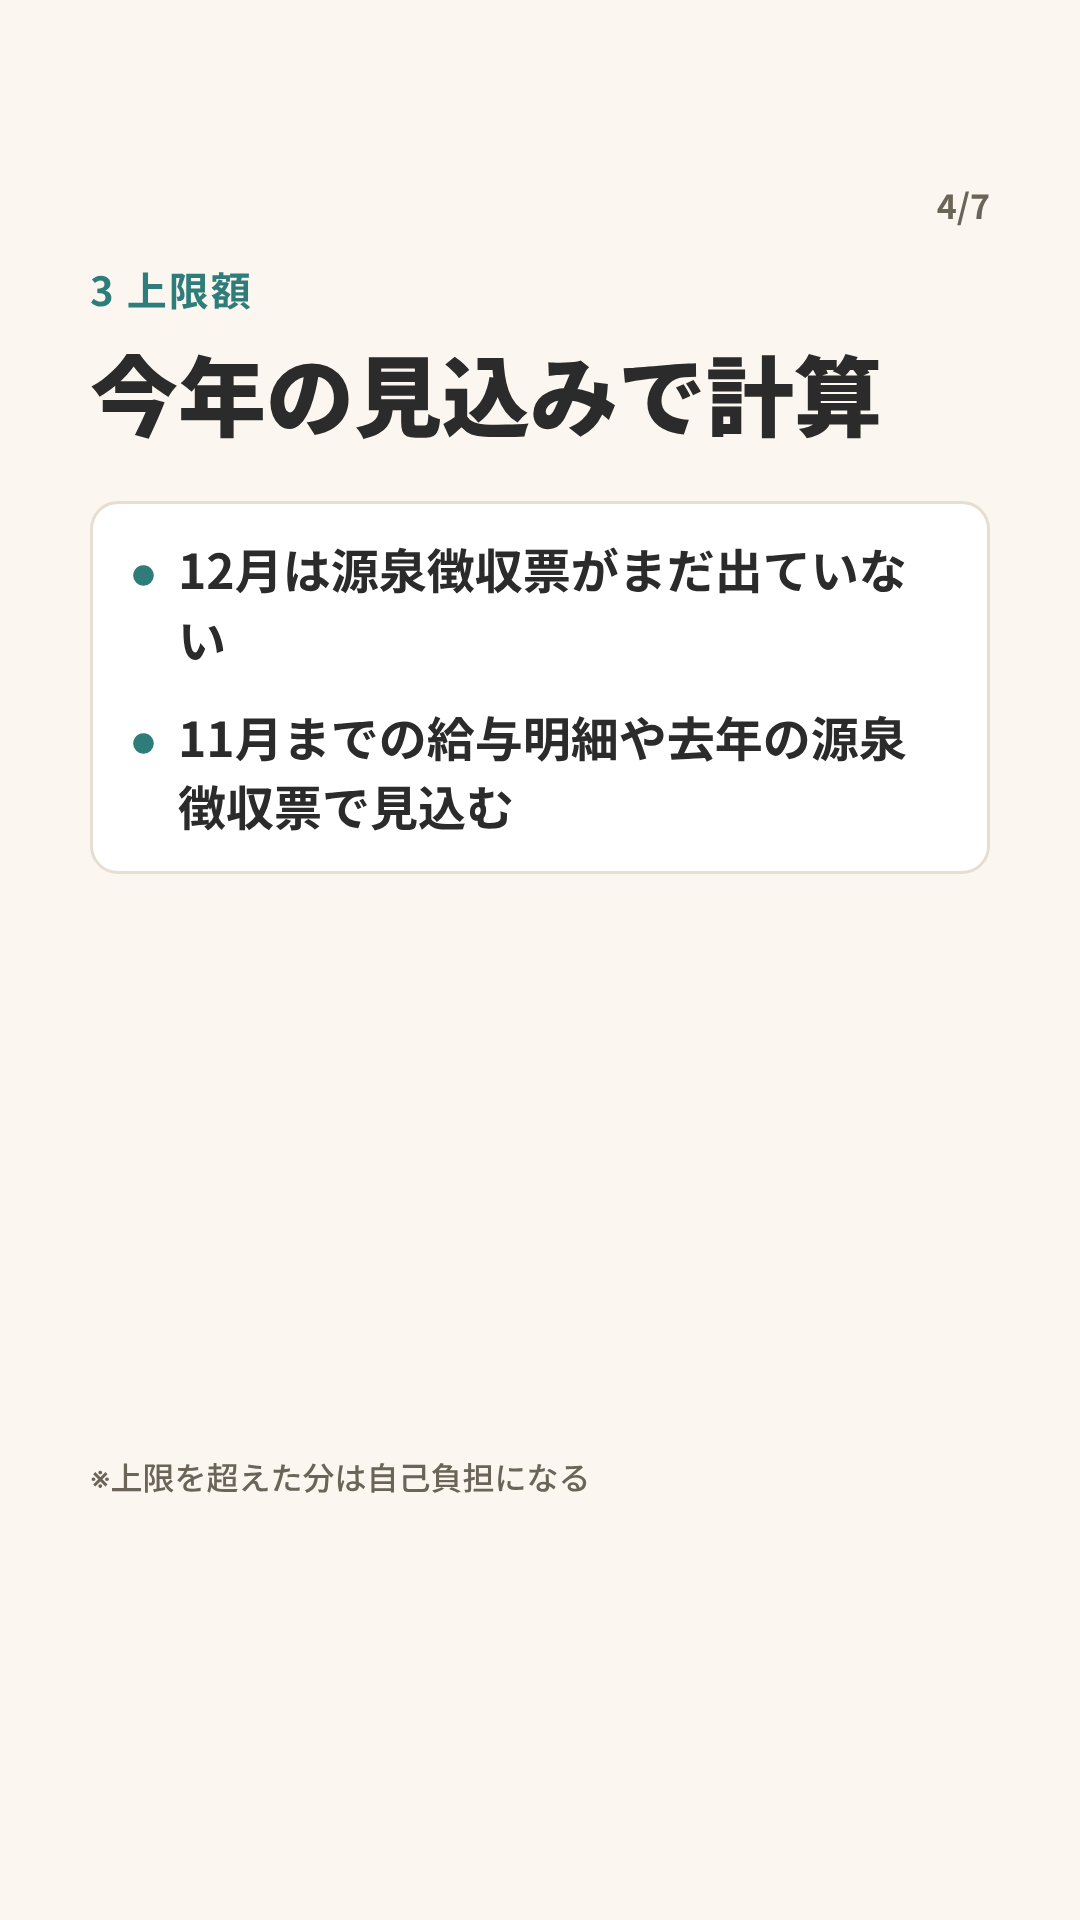 4/7
3 上限額
今年の見込みで計算
● 12月は源泉徴収票がまだ出ていな
い
● 11月までの給与明細や去年の源泉
徴収票で見込む
※上限を超えた分は自己負担になる